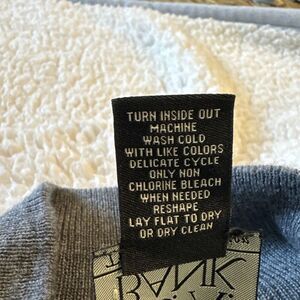 TURN INSIDE OUT
MACHINE
WASH COLD
WITH LIKE COLORS
DELICATE CYCLE
ONLY NON
CHLORINE BLEACH
WHEN NEEDED
RESHAPE
LAY FLAT TO DRY
OR DRY CLEAN
RANK